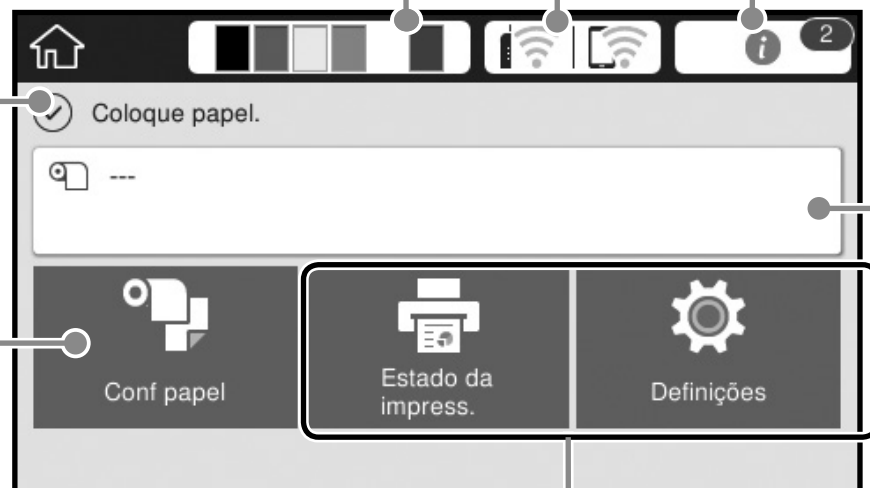 2
i
Coloque papel.
---
Conf papel
Estado da
impress.
Definições